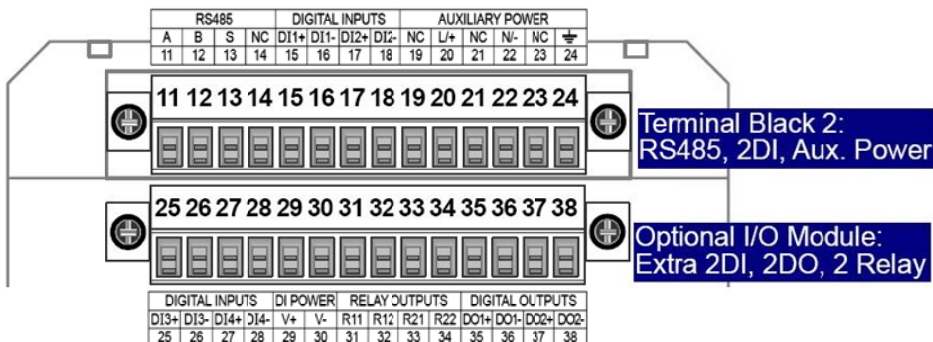 RS485 DIGITAL INPUTS AUXILIARY POWER
A B S NC DI1+ DI1- DI2+ DI2- NC L/+ NC N/- NC
11 12 13 14 15 16 17 18 19 20 21 22 23 24
11 12 13 14 15 16 17 18 19 20 21 22 23 24
Terminal Black 2:
RS485, 2DI, Aux. Power
25 26 27 28 29 30 31 32 33 34 35 36 37 38
Optional I/O Module:
Extra 2DI, 2DO, 2 Relay
DIGITAL INPUTS DI POWER RELAY OUTPUTS DIGITAL OUTPUTS
DI3+ DI3- DI4+ DI4- V+ V- R11 R12 R21 R22 DO1+ DO1- DO2+ DO2-
25 26 27 28 29 30 31 32 33 34 35 36 37 38